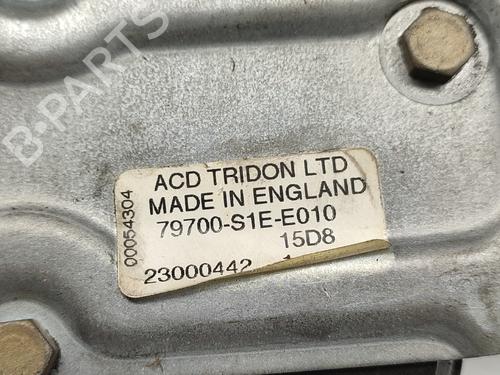 B-PARTS
ACD TRIDON LTD
MADE IN ENGLAND
79700-S1E-E010
15D8
23000442
00054304